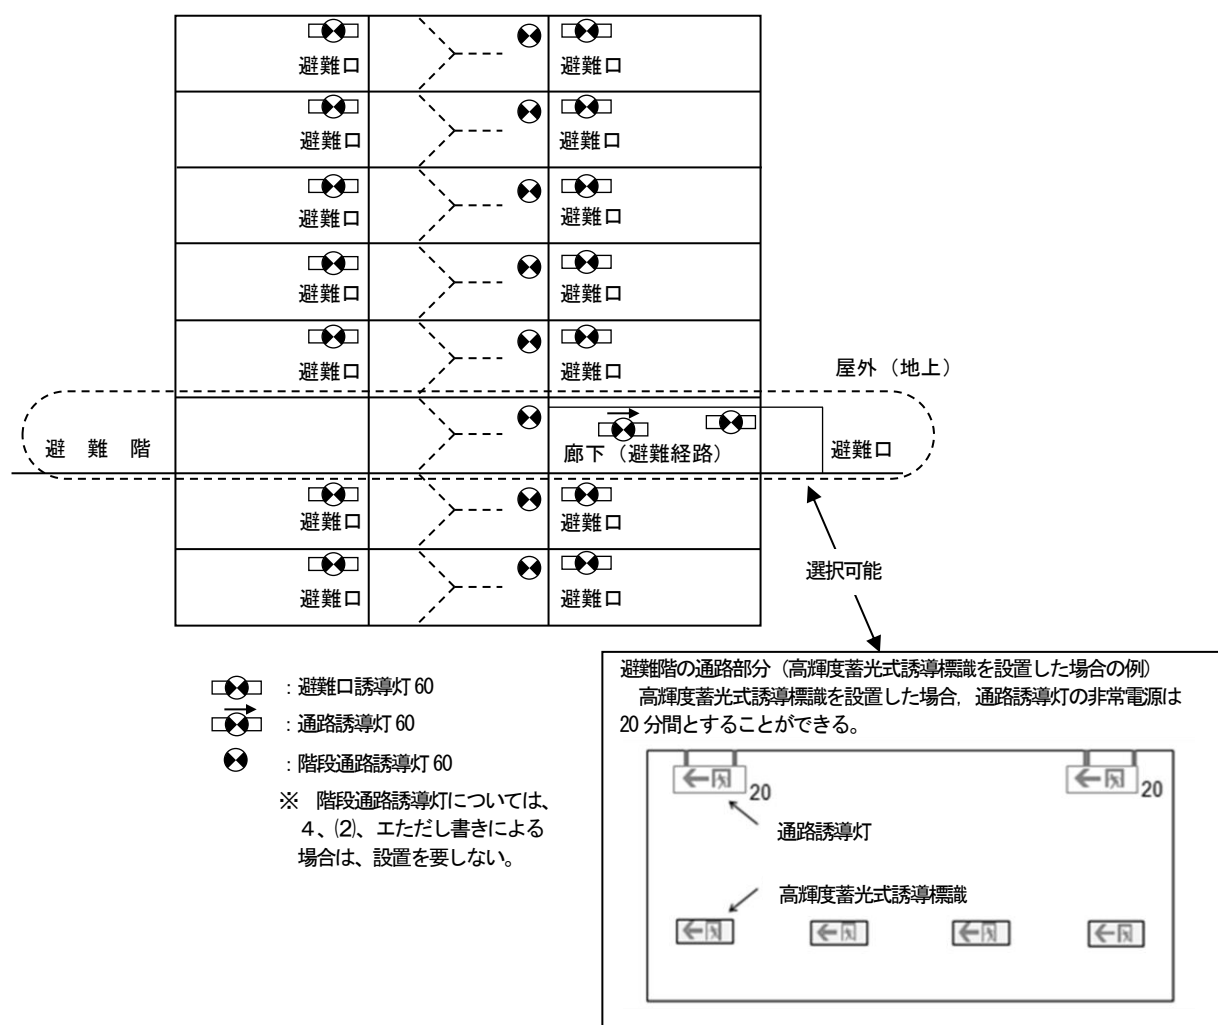 避難口 避難口
避難口 避難口
避難口 避難口
避難口 避難口
避難口 避難口
屋外（地上）
避 難 階 廊下（避難経路） 避難口
避難口 避難口
避難口 避難口
選択可能
：避難口誘導灯 60
：通路誘導灯 60
：階段通路誘導灯 60
※ 階段通路誘導灯については、
４、⑵、エただし書きによる
場合は、設置を要しない。
避難階の通路部分（高輝度蓄光式誘導標識を設置した場合の例）
高輝度蓄光式誘導標識を設置した場合，通路誘導灯の非常電源は
20 分間とすることができる。
20 20
通路誘導灯
高輝度蓄光式誘導標識